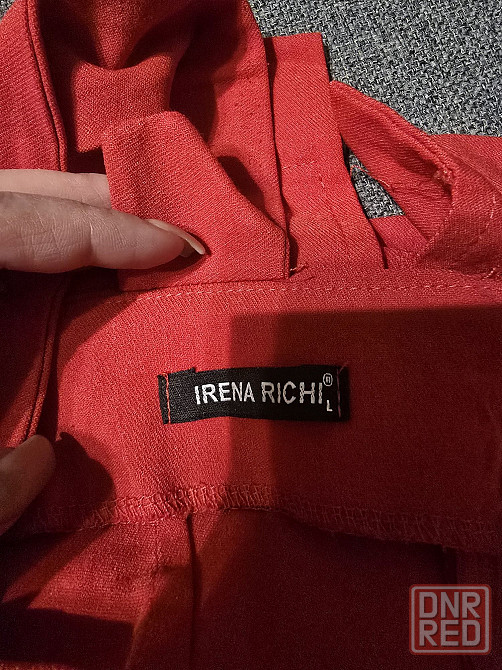 IRENA RICHI
L
DNR
RED